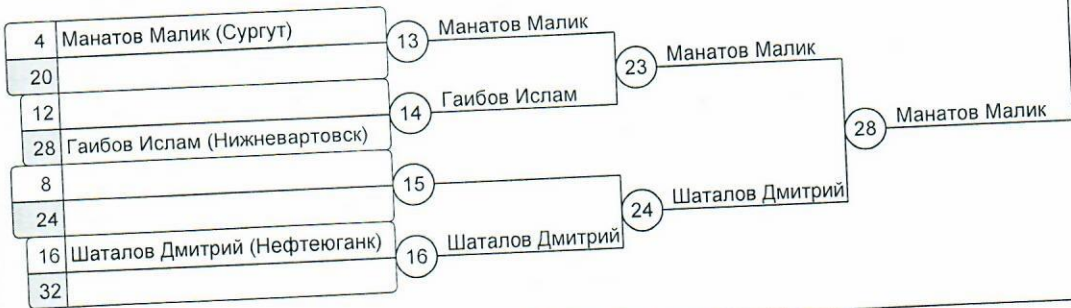 4 Манатов Малик (Сургут)
20
12
28 Гаибов Ислам (Нижневартовск)
8
24
16 Шаталов Дмитрий (Нефтеюганк)
32
13 Манатов Малик
14 Гаибов Ислам
15
16 Шаталов Дмитрий
23 Манатов Малик
24 Шаталов Дмитрий
28 Манатов Малик